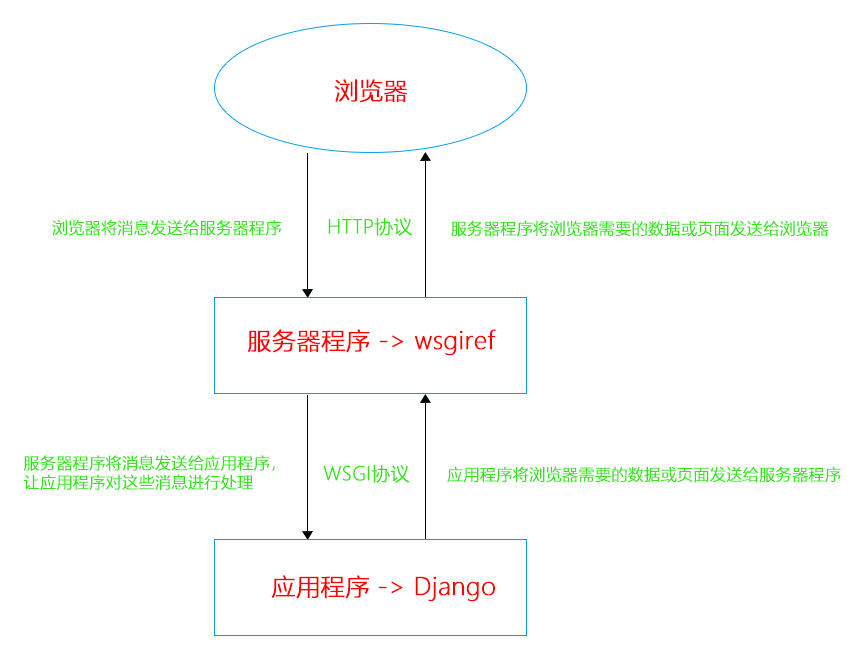 浏览器
浏览器将消息发送给服务器程序
HTTP协议
服务器程序将浏览器需要的数据或页面发送给浏览器
服务器程序 -> wsgiref
服务器程序将消息发送给应用程序，
让应用程序对这些消息进行处理
WSGI协议
应用程序将浏览器需要的数据或页面发送给服务器程序
应用程序 -> Django